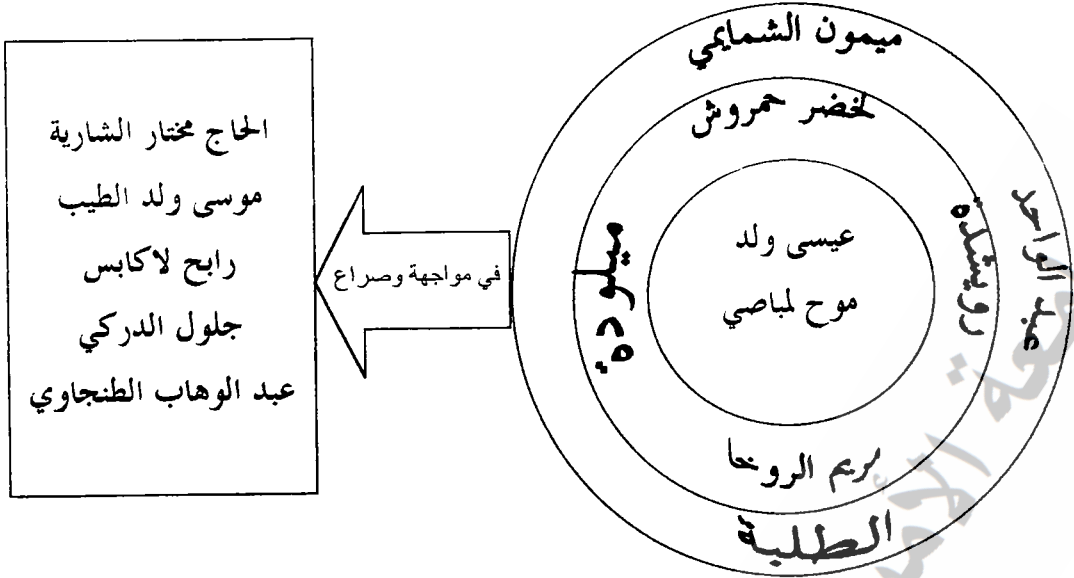 ميمون الشمايمي
لخضر حمروش
عبد الواحد
رويشدة
عيسى ولد
موح لمباصي
ميلودة
مريم الروخا
الطلبة
في مواجهة وصراع
الحاج مختار الشارية
موسى ولد الطيب
رابح لاكابس
جلول الدركي
عبد الوهاب الطنجاوي